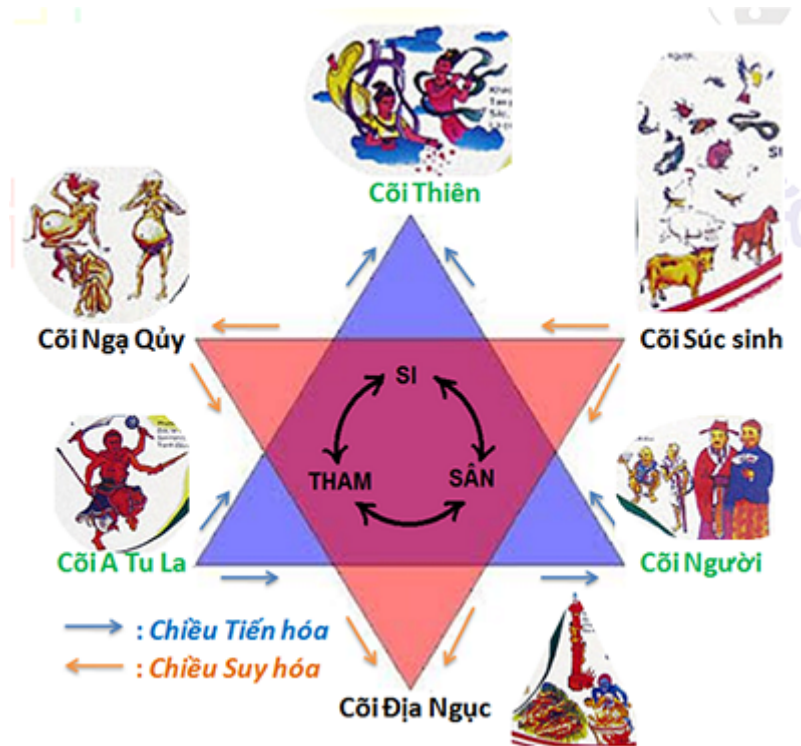 Cõi Thiên
Cõi Ngạ Qủy
Cõi Súc sinh
SI
THAM
SÂN
Cõi A Tu La
Cõi Người
: Chiều Tiến hóa
: Chiều Suy hóa
Cõi Địa Ngục